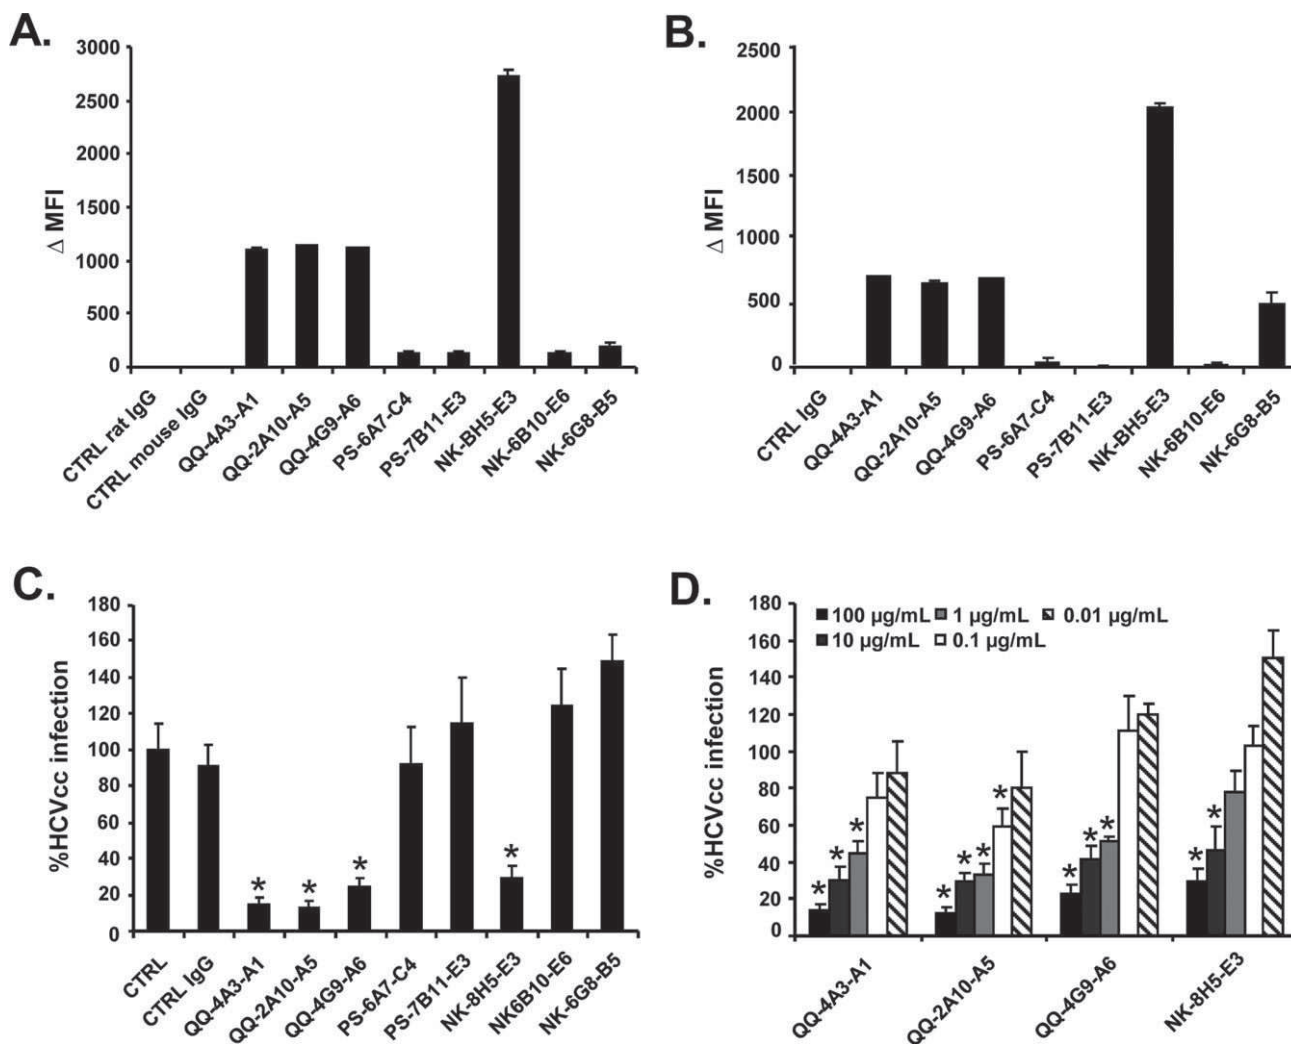 A.
3000
2500
2000
1500
1000
500
0
Δ MFI
CTRL rat IgG
CTRL mouse IgG
QQ-4A3-A1
QQ-2A10-A5
QQ-4G9-A6
PS-6A7-C4
PS-7B11-E3
NK-BH5-E3
NK-6B10-E6
NK-6G8-B5
B.
2500
2000
1500
1000
500
0
Δ MFI
CTRL IgG
QQ-4A3-A1
QQ-2A10-A5
QQ-4G9-A6
PS-6A7-C4
PS-7B11-E3
NK-BH5-E3
NK-6B10-E6
NK-6G8-B5
C.
180
160
140
120
100
80
60
40
20
0
%HCVcc infection
* * * *
CTRL
CTRL IgG
QQ-4A3-A1
QQ-2A10-A5
QQ-4G9-A6
PS-6A7-C4
PS-7B11-E3
NK-8H5-E3
NK6B10-E6
NK-6G8-B5
D.
100 µg/mL 1 µg/mL 0.01 µg/mL
10 µg/mL 0.1 µg/mL
180
160
140
120
100
80
60
40
20
0
%HCVcc infection
* * * * * * * * * * * *
QQ-4A3-A1
QQ-2A10-A5
QQ-4G9-A6
NK-8H5-E3